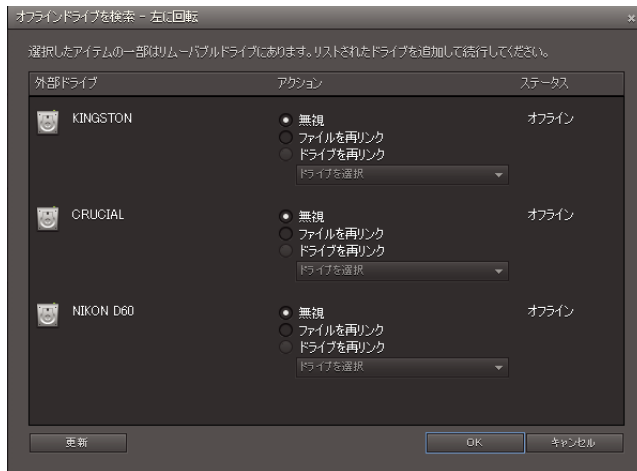 オフラインドライブを検索 - 左に回転
x
選択したアイテムの一部はリムーバブルドライブにあります。リストされたドライブを追加して続行してください。
外部ドライブ アクション ステータス
KINGSTON 無視 オフライン
ファイルを再リンク
ドライブを再リンク
ドライブを選択
CRUCIAL 無視 オフライン
ファイルを再リンク
ドライブを再リンク
ドライブを選択
NIKON D60 無視 オフライン
ファイルを再リンク
ドライブを再リンク
ドライブを選択
更新 OK キャンセル